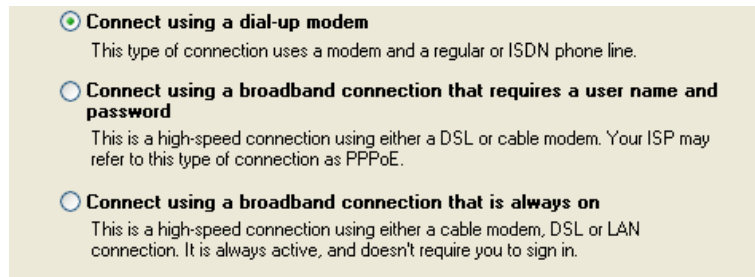 Connect using a dial-up modem
This type of connection uses a modem and a regular or ISDN phone line.
Connect using a broadband connection that requires a user name and
password
This is a high-speed connection using either a DSL or cable modem. Your ISP may
refer to this type of connection as PPPoE.
Connect using a broadband connection that is always on
This is a high-speed connection using either a cable modem, DSL or LAN
connection. It is always active, and doesn't require you to sign in.